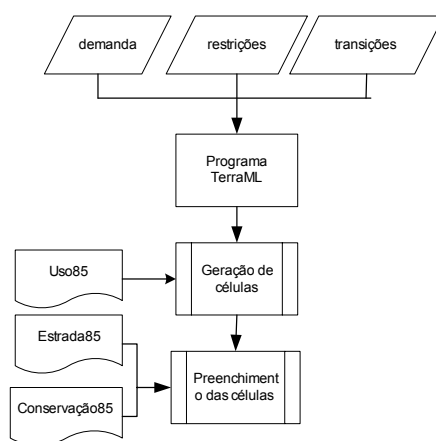 demanda
restrições
transições
Programa
TerraML
Uso85
Geração de
células
Estrada85
Preenchiment
o das células
Conservação85